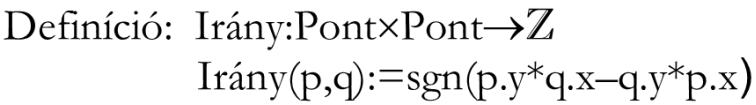 Definíció: Irány:Pont×Pont→ℤ
Irány(p,q):=sgn(p.y*q.x–q.y*p.x)